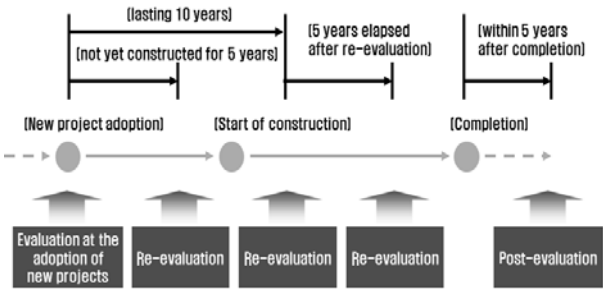 (lasting 10 years)
(not yet constructed for 5 years)
(5 years elapsed
after re-evaluation)
(within 5 years
after completion)
(New project adoption)
(Start of construction)
(Completion)
Evaluation at the
adoption of
new projects
Re-evaluation
Re-evaluation
Re-evaluation
Post-evaluation